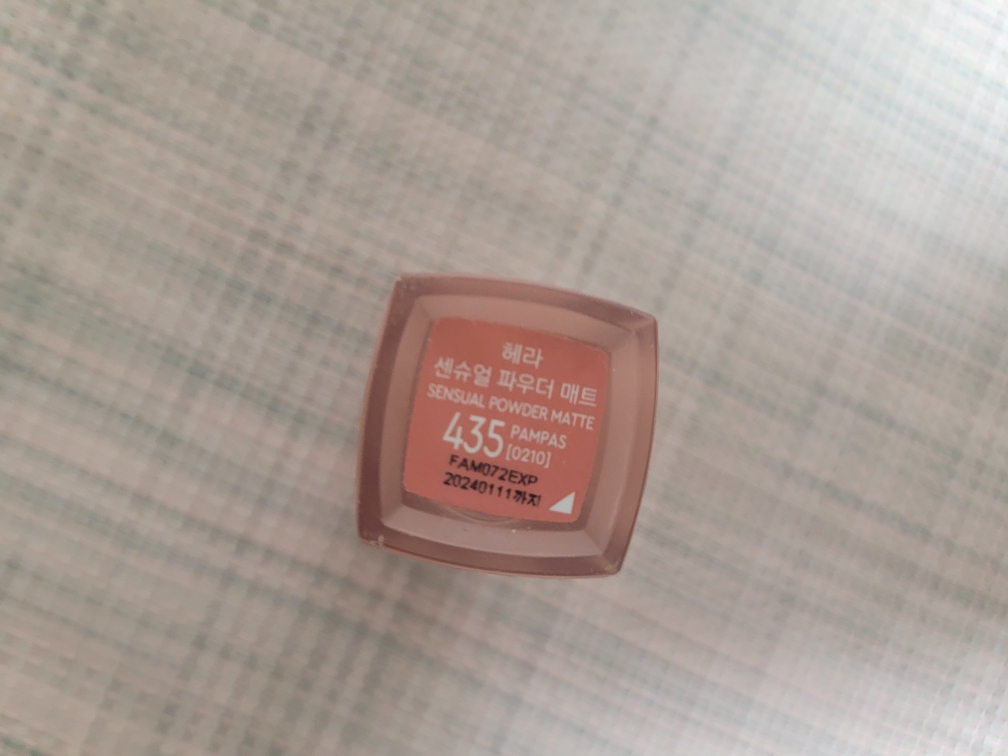 헤라
센슈얼 파우더 매트
SENSUAL POWDER MATTE
435 PAMPAS
[0210]
FAM072EXP
20240111까지